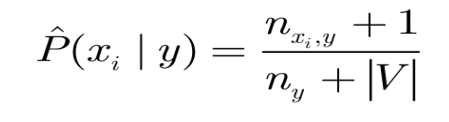 P̂(xᵢ | y) = (n_{xᵢ,y} + 1) / (n_y + |V|)